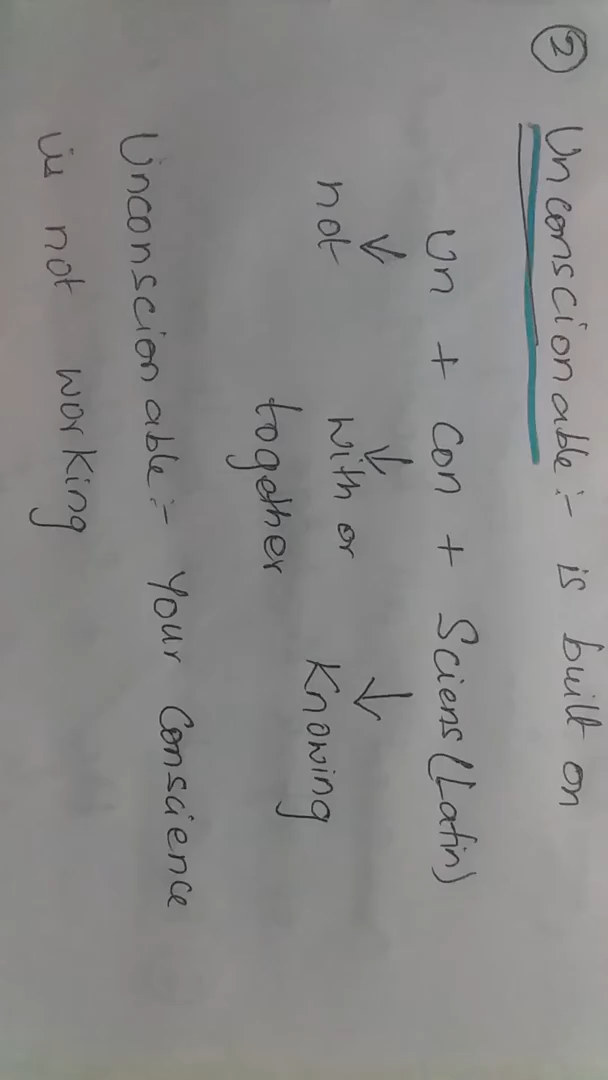 ② Unconscionable:- is built on
Un + Con + Sciens (Latin)
↓ ↓ ↓
not with or Knowing
together
Unconscionable:- Your Conscience
is not working